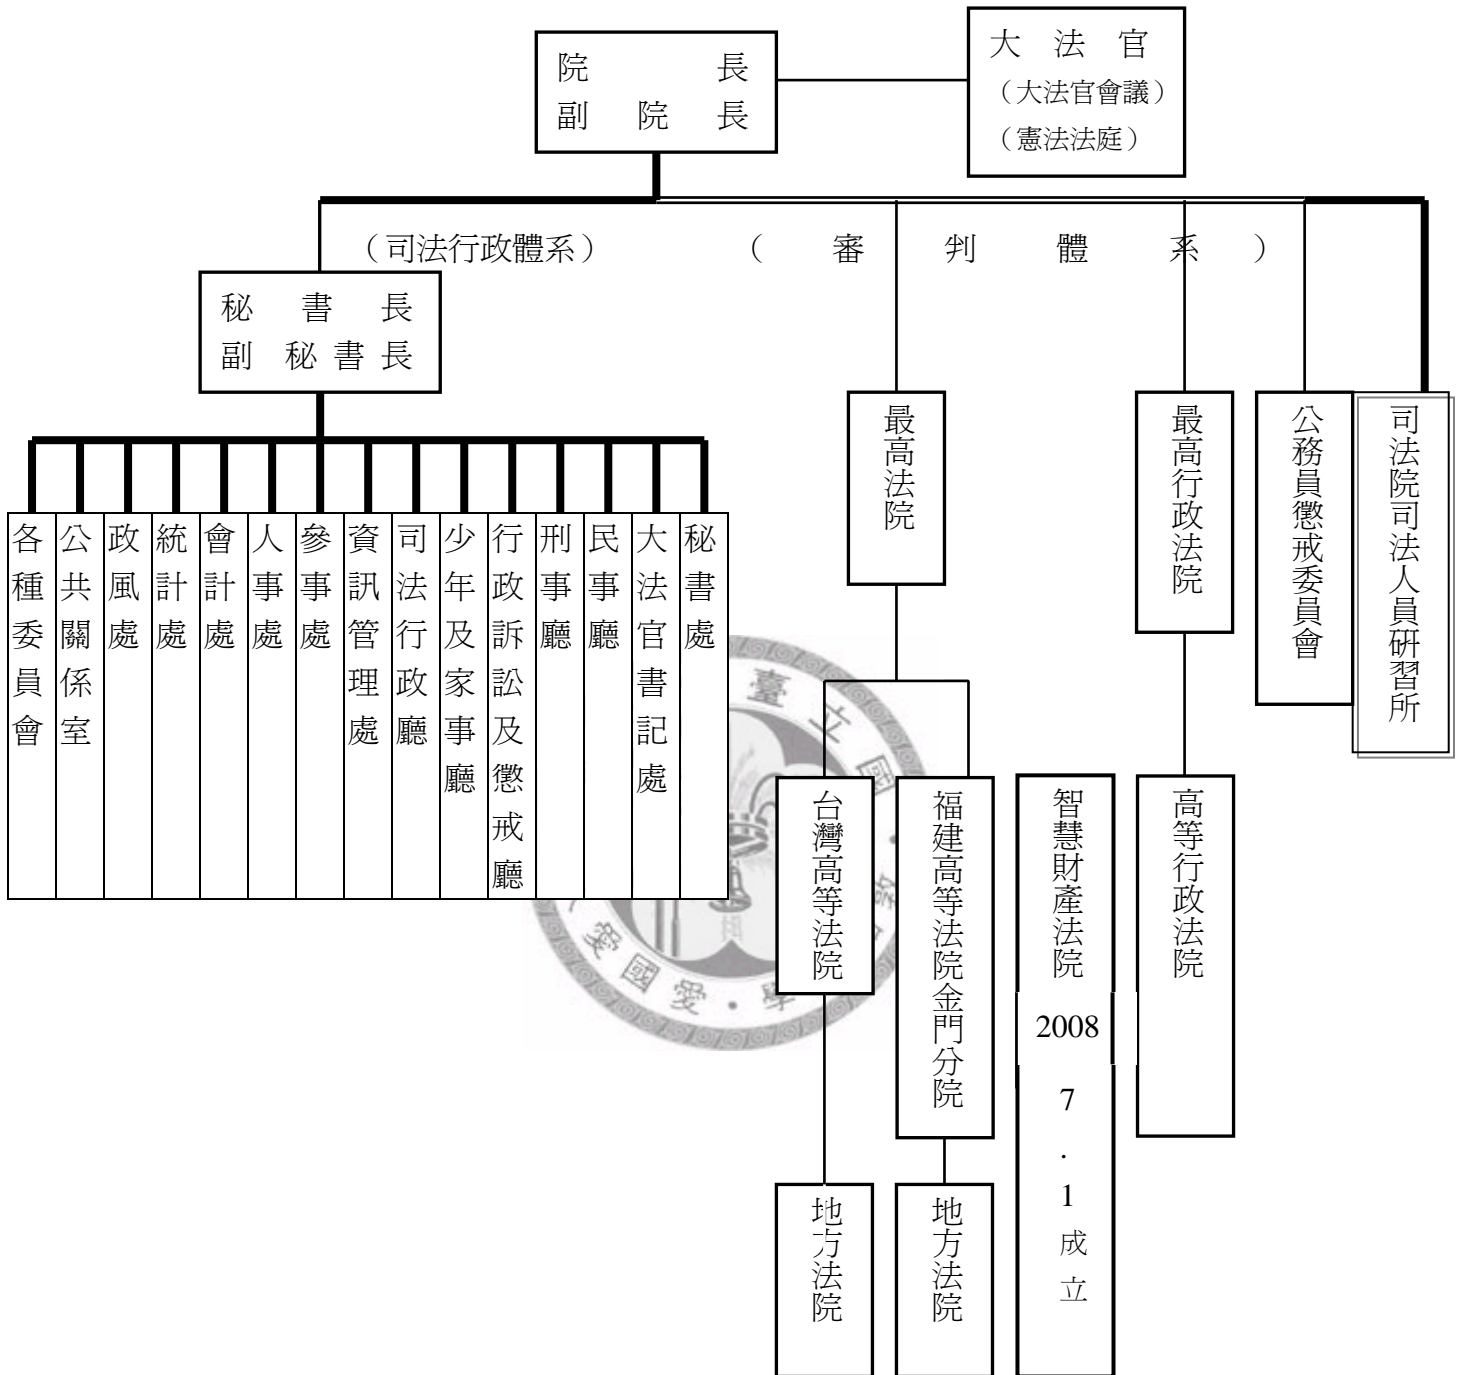 院長
副院長
大法官
（大法官會議）
（憲法法庭）
（司法行政體系）
（審判體系）
秘書長
副秘書長
各種委員會
公共關係室
政風處
統計處
會計處
人事處
參事處
資訊管理處
司法行政廳
少年及家事廳
行政訴訟及懲戒廳
刑事廳
民事廳
大法官書記處
秘書處
最高法院
最高行政法院
公務員懲戒委員會
司法院司法人員研習所
台灣高等法院
福建高等法院金門分院
智慧財產法院
2008
7
.
1
成
立
高等行政法院
地方法院
地方法院
臺立國
愛國愛・學